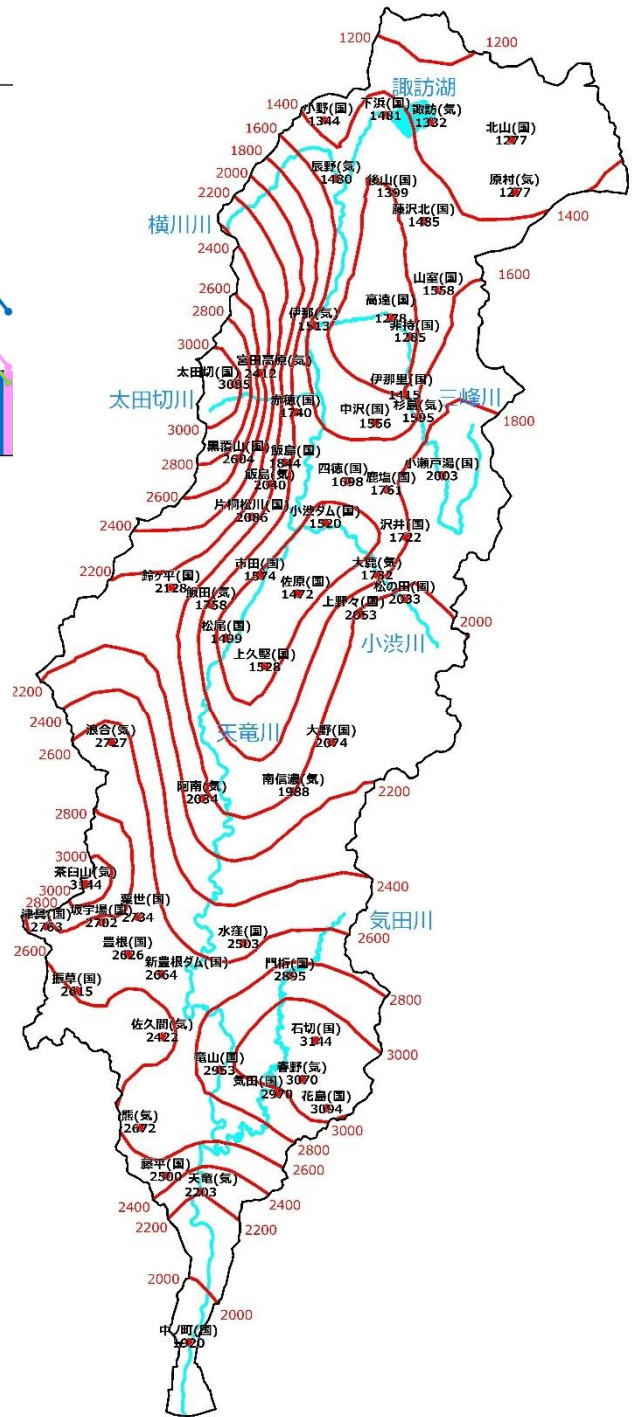 1200
1200
諏訪湖
1400
小野(国)
1344
下浜(国)
1481
諏訪(気)
1332
1600
北山(国)
1277
1800
辰野(気)
1480
後山(国)
1399
原村(気)
1277
2000
2200
藤沢北(国)
1485
1400
横川川
2400
1600
山室(国)
1558
2600
高遠(国)
1278
2800
伊那(気)
1513
非持(国)
1285
3000
宮田高原(気)
2412
太田切(国)
3095
伊那里(国)
1415
太田切川
赤穂(国)
1740
中沢(国)
1556
杉島(気)
1595
三峰川
1800
3000
黒覆山(国)
2604
飯島(国)
1844
2800
飯島(気)
2040
四徳(国)
1698
鹿塩(国)
1761
小瀬戸湯(国)
2003
2600
片桐松川(国)
2086
小渋ダム(国)
1520
2400
沢井(国)
1722
市田(国)
1574
大鹿(気)
1732
2200
鈴ヶ平(国)
2128
飯田(気)
1758
佐原(国)
1472
松の田(国)
2033
上野々(国)
2053
2000
松尾(国)
1499
小渋川
上久堅(国)
1528
2200
2400
浪合(気)
2727
天竜川
大野(国)
2074
2600
南信濃(気)
1988
阿南(気)
2034
2200
2800
3000
茶臼山(気)
3144
2400
3000
2800
津具(国)
2763
坂宇場(国)
2702
粟世(国)
2734
気田川
水窪(国)
2503
2600
豊根(国)
2626
2600
新豊根ダム(国)
2664
門桁(国)
2895
振草(国)
2615
2800
佐久間(気)
2422
石切(国)
3144
竜山(国)
2953
3000
春野(気)
3070
気田(国)
2970
花島(国)
3094
熊(気)
2672
3000
2800
藤平(国)
2500
2600
天竜(気)
2203
2400
2400
2200
2200
2000
2000
中ノ町(国)
1920